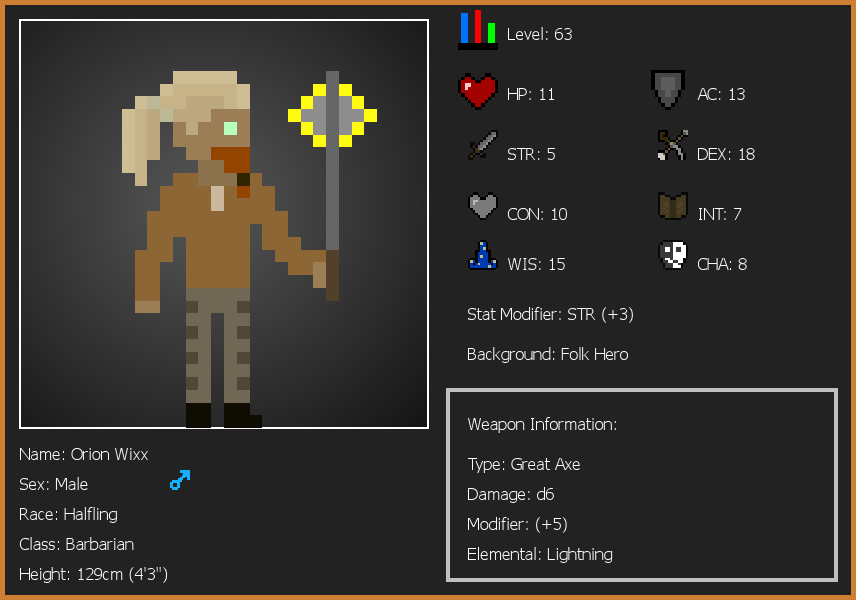 Level: 63
HP: 11
AC: 13
STR: 5
DEX: 18
CON: 10
INT: 7
WIS: 15
CHA: 8
Stat Modifier: STR (+3)
Background: Folk Hero
Weapon Information:
Type: Great Axe
Damage: d6
Modifier: (+5)
Elemental: Lightning
Name: Orion Wixx
Sex: Male
Race: Halfling
Class: Barbarian
Height: 129cm (4'3")